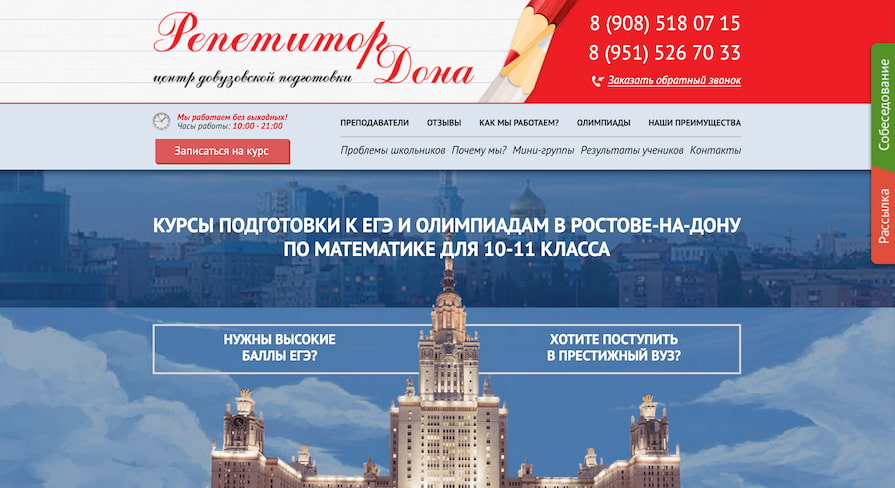 Репетитор
Дона
центр довузовской подготовки
8 (908) 518 07 15
8 (951) 526 70 33
Заказать обратный звонок
Мы работаем без выходных!
Часы работы: 10:00 - 21:00
Записаться на курс
ПРЕПОДАВАТЕЛИ ОТЗЫВЫ КАК МЫ РАБОТАЕМ? ОЛИМПИАДЫ НАШИ ПРЕИМУЩЕСТВА
Проблемы школьников Почему мы? Мини-группы Результаты учеников Контакты
Собеседование
Рассылка
КУРСЫ ПОДГОТОВКИ К ЕГЭ И ОЛИМПИАДАМ В РОСТОВЕ-НА-ДОНУ
ПО МАТЕМАТИКЕ ДЛЯ 10-11 КЛАССА
НУЖНЫ ВЫСОКИЕ
БАЛЛЫ ЕГЭ?
ХОТИТЕ ПОСТУПИТЬ
В ПРЕСТИЖНЫЙ ВУЗ?